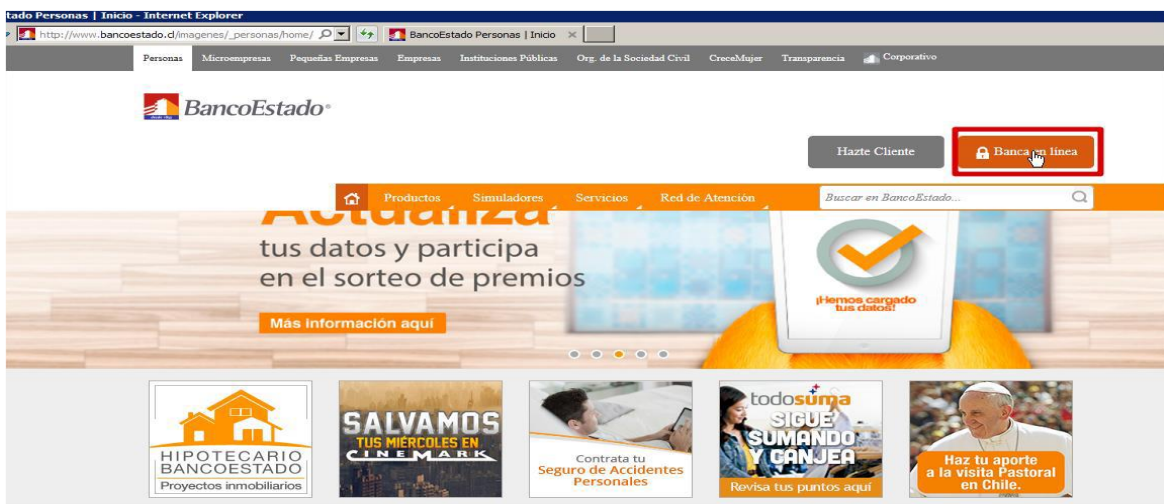 tado Personas | Inicio - Internet Explorer
http://www.bancoestado.cl/imagenes/_personas/home/
BancoEstado Personas | Inicio
Personas Microempresas Pequeñas Empresas Empresas Instituciones Públicas Org. de la Sociedad Civil CreceMujer Transparencia Corporativo
BancoEstado®
Hazte Cliente
Banca en línea
Productos Simuladores Servicios Red de Atención
Buscar en BancoEstado...
Actualiza
tus datos y participa
en el sorteo de premios
Más información aquí
¡Hemos cargado
tus datos!
HIPOTECARIO
BANCOESTADO
Proyectos inmobiliarios
SALVAMOS
TUS MIÉRCOLES EN
CINEMARK
Contrata tu
Seguro de Accidentes
Personales
todosuma
SIGUE
SUMANDO
Y CANJEA
Revisa tus puntos aquí
Haz tu aporte
a la visita Pastoral
en Chile.